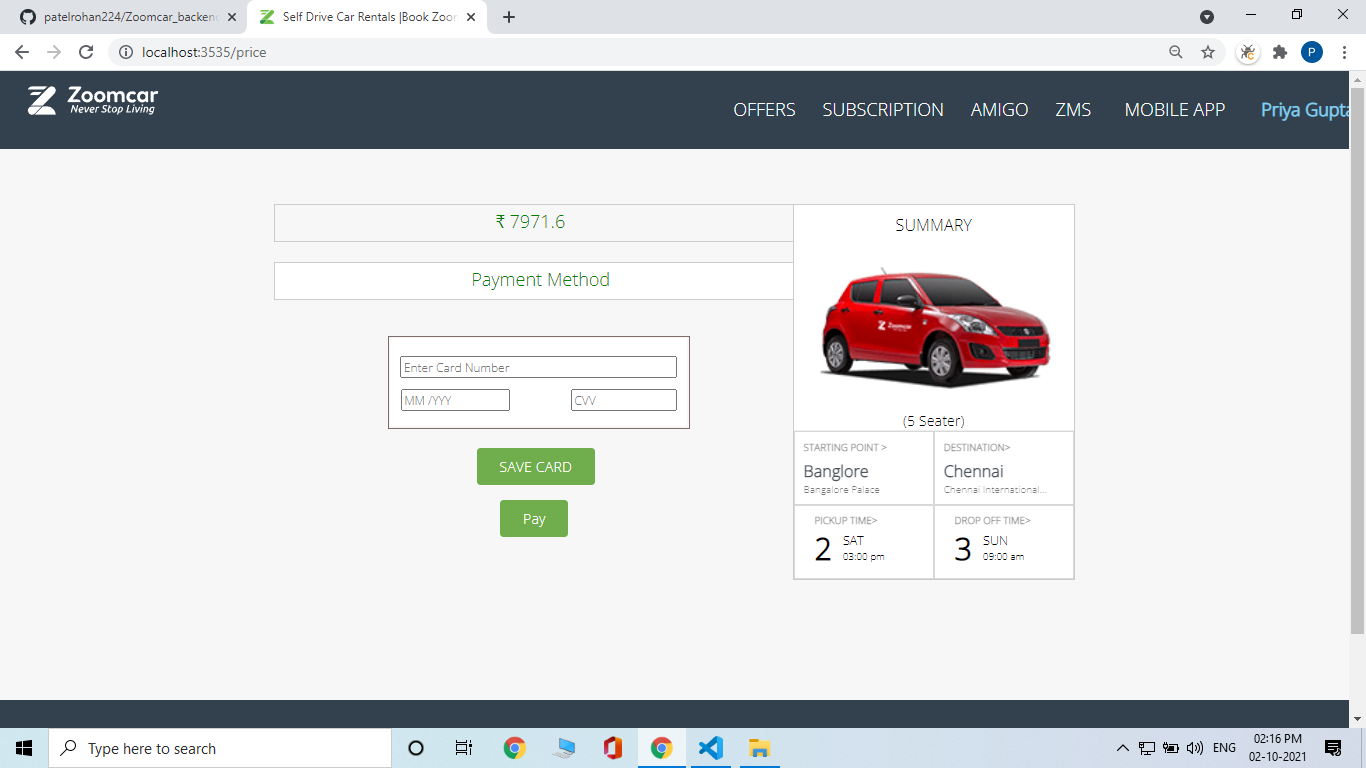 patelrohan224/Zoomcar_backend
Self Drive Car Rentals |Book Zoom
localhost:3535/price
P
Zoomcar
Never Stop Living
OFFERS SUBSCRIPTION AMIGO ZMS MOBILE APP Priya Gupta
₹ 7971.6
Payment Method
Enter Card Number
MM /YYY CVV
SAVE CARD
Pay
SUMMARY
Zoomcar
(5 Seater)
STARTING POINT > DESTINATION>
Banglore Chennai
Bangalore Palace Chennai International...
PICKUP TIME> DROP OFF TIME>
2 SAT 3 SUN
03:00 pm 09:00 am
Type here to search
ENG
02:16 PM
02-10-2021